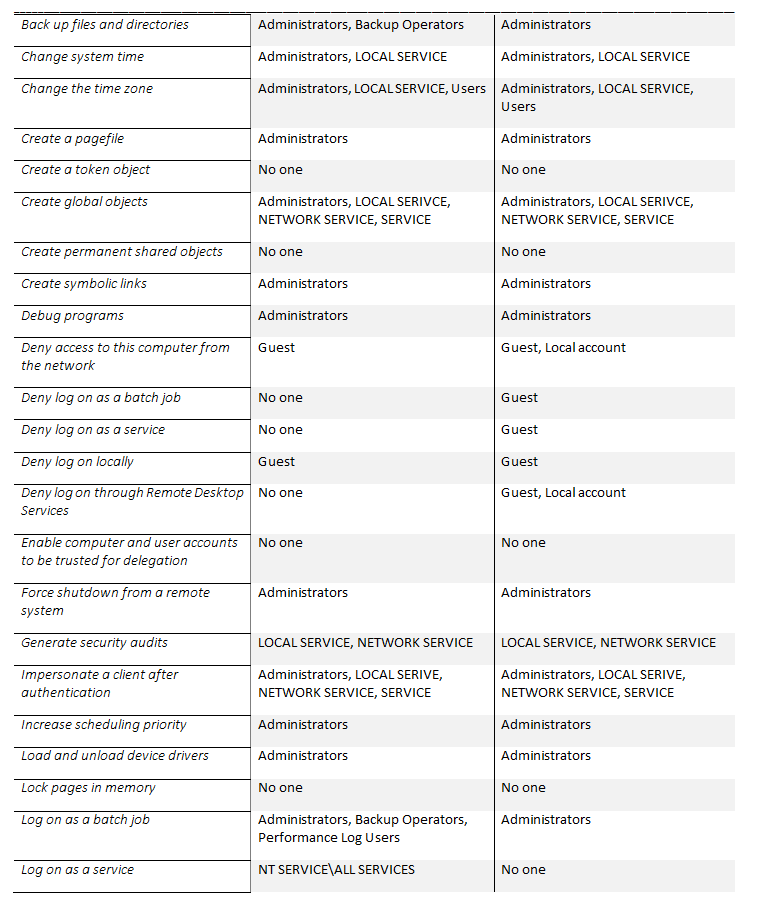 Back up files and directories Administrators, Backup Operators Administrators
Change system time Administrators, LOCAL SERVICE Administrators, LOCAL SERVICE
Change the time zone Administrators, LOCAL SERVICE, Users Administrators, LOCAL SERVICE,
Users
Create a pagefile Administrators Administrators
Create a token object No one No one
Create global objects Administrators, LOCAL SERIVCE, Administrators, LOCAL SERIVCE,
NETWORK SERVICE, SERVICE NETWORK SERVICE, SERVICE
Create permanent shared objects No one No one
Create symbolic links Administrators Administrators
Debug programs Administrators Administrators
Deny access to this computer from Guest Guest, Local account
the network
Deny log on as a batch job No one Guest
Deny log on as a service No one Guest
Deny log on locally Guest Guest
Deny log on through Remote Desktop No one Guest, Local account
Services
Enable computer and user accounts No one No one
to be trusted for delegation
Force shutdown from a remote Administrators Administrators
system
Generate security audits LOCAL SERVICE, NETWORK SERVICE LOCAL SERVICE, NETWORK SERVICE
Impersonate a client after Administrators, LOCAL SERIVE, Administrators, LOCAL SERIVE,
authentication NETWORK SERVICE, SERVICE NETWORK SERVICE, SERVICE
Increase scheduling priority Administrators Administrators
Load and unload device drivers Administrators Administrators
Lock pages in memory No one No one
Log on as a batch job Administrators, Backup Operators, Administrators
Performance Log Users
Log on as a service NT SERVICE\ALL SERVICES No one